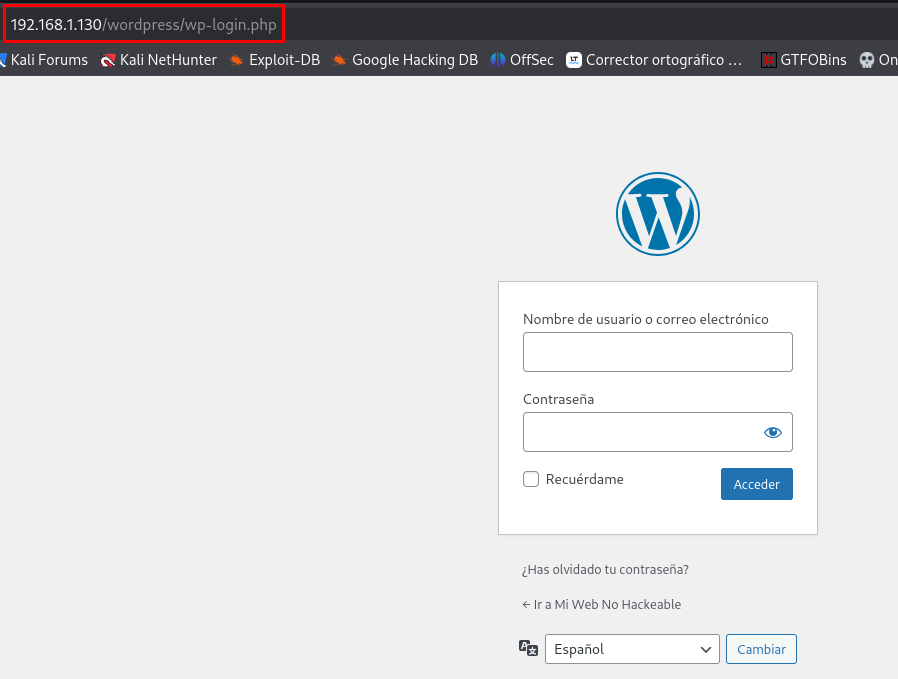 192.168.1.130/wordpress/wp-login.php
Kali Forums Kali NetHunter Exploit-DB Google Hacking DB OffSec Corrector ortográfico … GTFOBins On
Nombre de usuario o correo electrónico
Contraseña
Recuérdame Acceder
¿Has olvidado tu contraseña?
← Ir a Mi Web No Hackeable
Español Cambiar